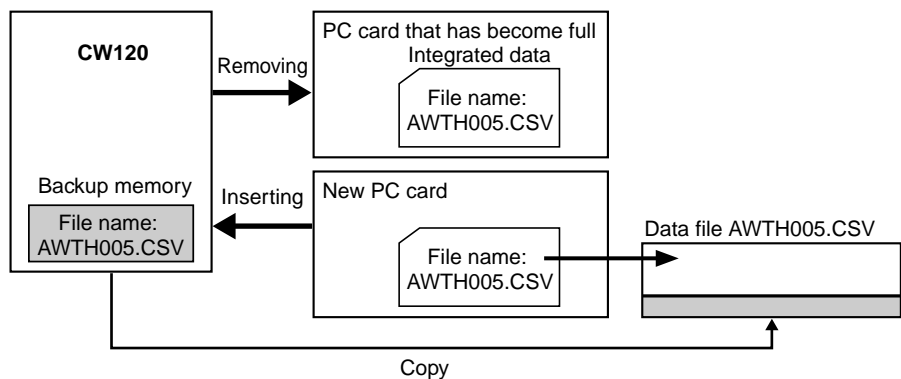 CW120
Backup memory
File name:
AWTH005.CSV
Removing
PC card that has become full
Integrated data
File name:
AWTH005.CSV
Inserting
New PC card
File name:
AWTH005.CSV
Data file AWTH005.CSV
Copy